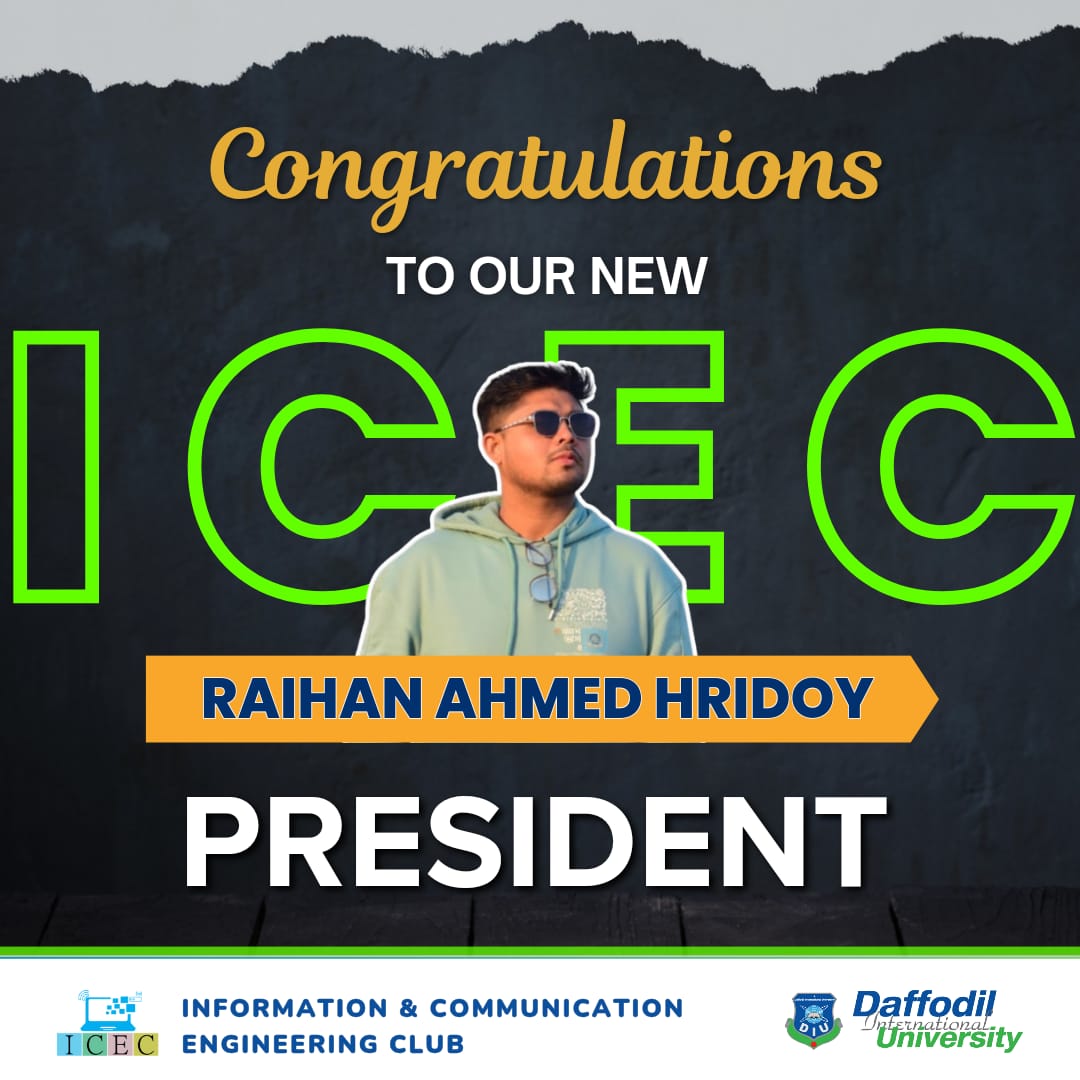 Congratulations
TO OUR NEW
ICEC
RAIHAN AHMED HRIDOY
PRESIDENT
ICEC
INFORMATION & COMMUNICATION
ENGINEERING CLUB
DIU
Daffodil
International
University